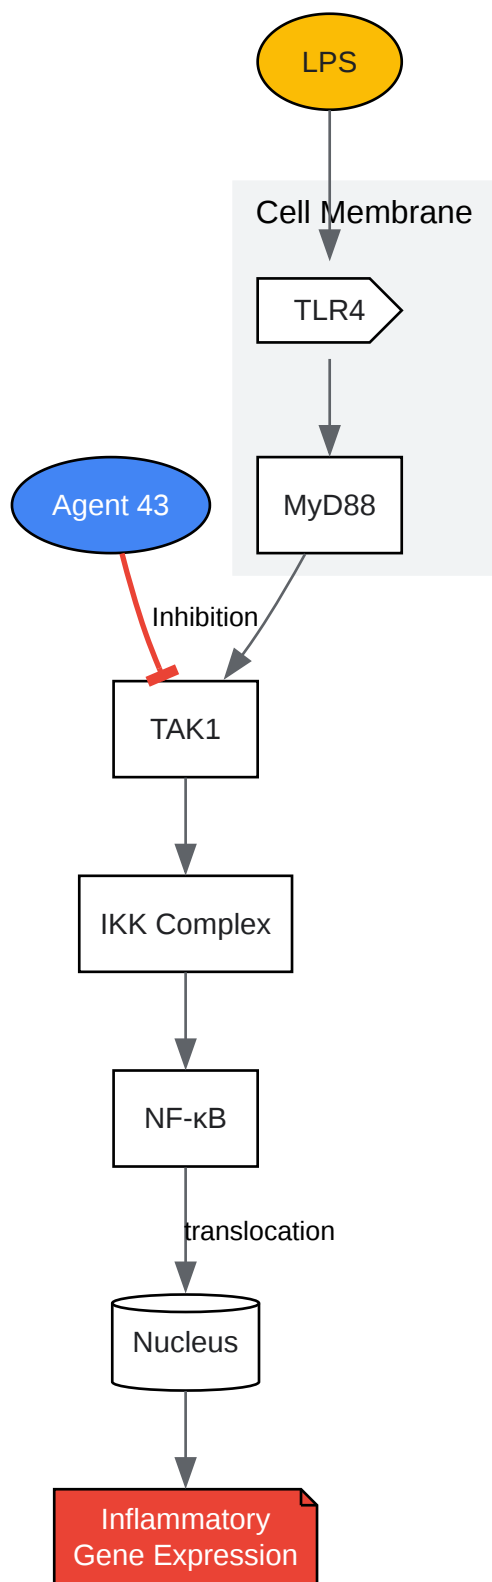 LPS
Cell Membrane
TLR4
MyD88
Agent 43
Inhibition
TAK1
IKK Complex
NF-κB
translocation
Nucleus
Inflammatory
Gene Expression